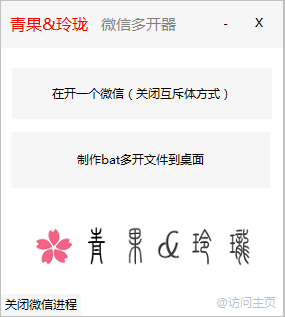 青果&玲珑 微信多开器 - X
在开一个微信（关闭互斥体方式）
制作bat多开文件到桌面
青果&玲瓏
关闭微信进程 @访问主页